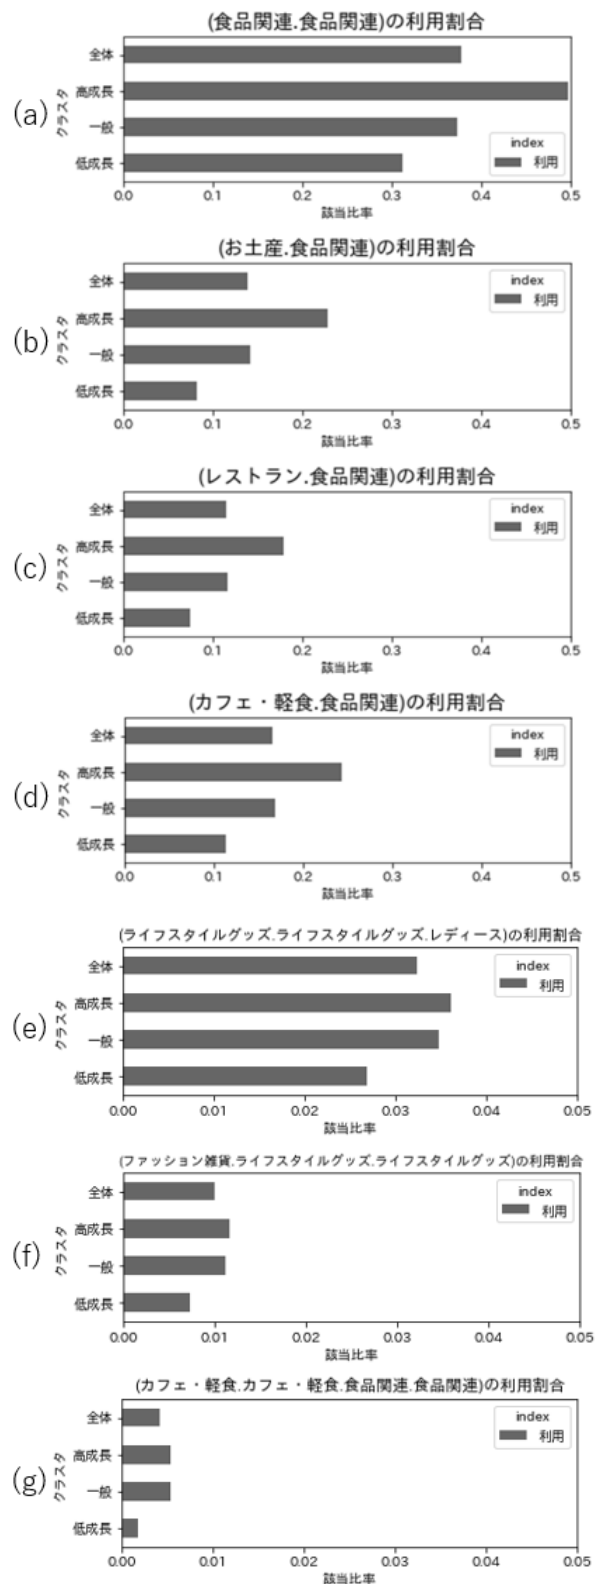 (食品関連.食品関連)の利用割合
(a)
クラスタ
全体
高成長
一般
低成長
index
利用
0.0 0.1 0.2 0.3 0.4 0.5
該当比率
(お土産.食品関連)の利用割合
(b)
クラスタ
全体
高成長
一般
低成長
index
利用
0.0 0.1 0.2 0.3 0.4 0.5
該当比率
(レストラン.食品関連)の利用割合
(c)
クラスタ
全体
高成長
一般
低成長
index
利用
0.0 0.1 0.2 0.3 0.4 0.5
該当比率
(カフェ・軽食.食品関連)の利用割合
(d)
クラスタ
全体
高成長
一般
低成長
index
利用
0.0 0.1 0.2 0.3 0.4 0.5
該当比率
(ライフスタイルグッズ.ライフスタイルグッズ.レディース)の利用割合
(e)
クラスタ
全体
高成長
一般
低成長
index
利用
0.00 0.01 0.02 0.03 0.04 0.05
該当比率
(ファッション雑貨.ライフスタイルグッズ.ライフスタイルグッズ)の利用割合
(f)
クラスタ
全体
高成長
一般
低成長
index
利用
0.00 0.01 0.02 0.03 0.04 0.05
該当比率
(カフェ・軽食.カフェ・軽食.食品関連.食品関連)の利用割合
(g)
クラスタ
全体
高成長
一般
低成長
index
利用
0.00 0.01 0.02 0.03 0.04 0.05
該当比率